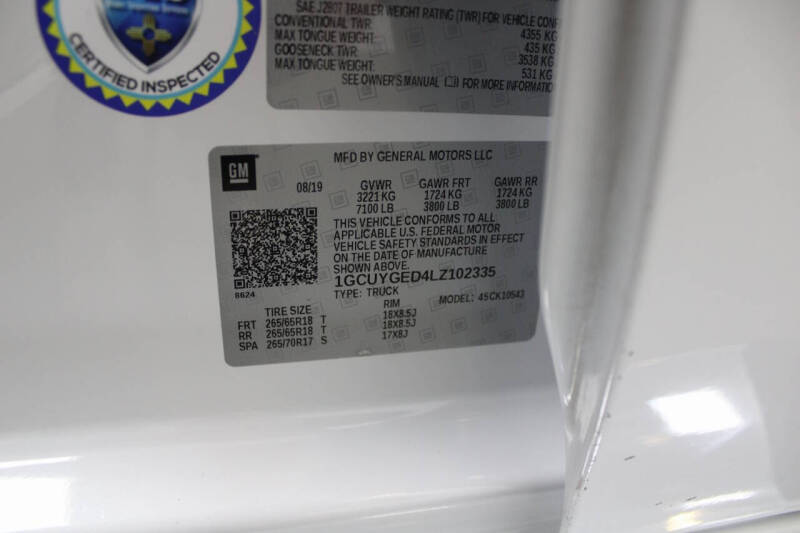 CERTIFIED INSPECTED
SAE J2807 TRAILER WEIGHT RATING (TWR) FOR VEHICLE
CONVENTIONAL TWR 4355 KG
MAX TONGUE WEIGHT: 435 KG
GOOSENECK TWR 3538 KG
MAX TONGUE WEIGHT: 531 KG
SEE OWNER'S MANUAL FOR MORE INFORMATIO
MFD BY GENERAL MOTORS LLC
GM
08/19 GVWR GAWR FRT GAWR RR
3221 KG 1724 KG 1724 KG
7100 LB 3800 LB 3800 LB
THIS VEHICLE CONFORMS TO ALL
APPLICABLE U.S. FEDERAL MOTOR
VEHICLE SAFETY STANDARDS IN EFFECT
ON THE DATE OF MANUFACTURE
SHOWN ABOVE.
1GCUYGED4LZ102335
8624
TYPE: TRUCK MODEL: 4SCK10543
TIRE SIZE RIM
FRT 265/65R18 T 18X8.5J
RR 265/65R18 T 18X8.5J
SPA 265/70R17 S 17X8J